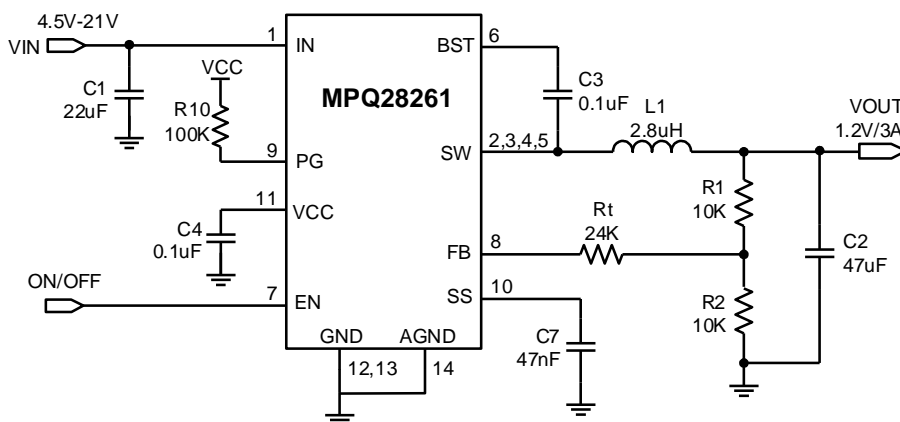 4.5V-21V
VIN
1
IN
C1
22uF
VCC
R10
100K
9
PG
11
VCC
C4
0.1uF
ON/OFF
7
EN
MPQ28261
BST
6
C3
0.1uF
SW
2,3,4,5
L1
2.8uH
VOUT
1.2V/3A
R1
10K
Rt
24K
FB
8
C2
47uF
SS
10
R2
10K
C7
47nF
GND
AGND
12,13
14